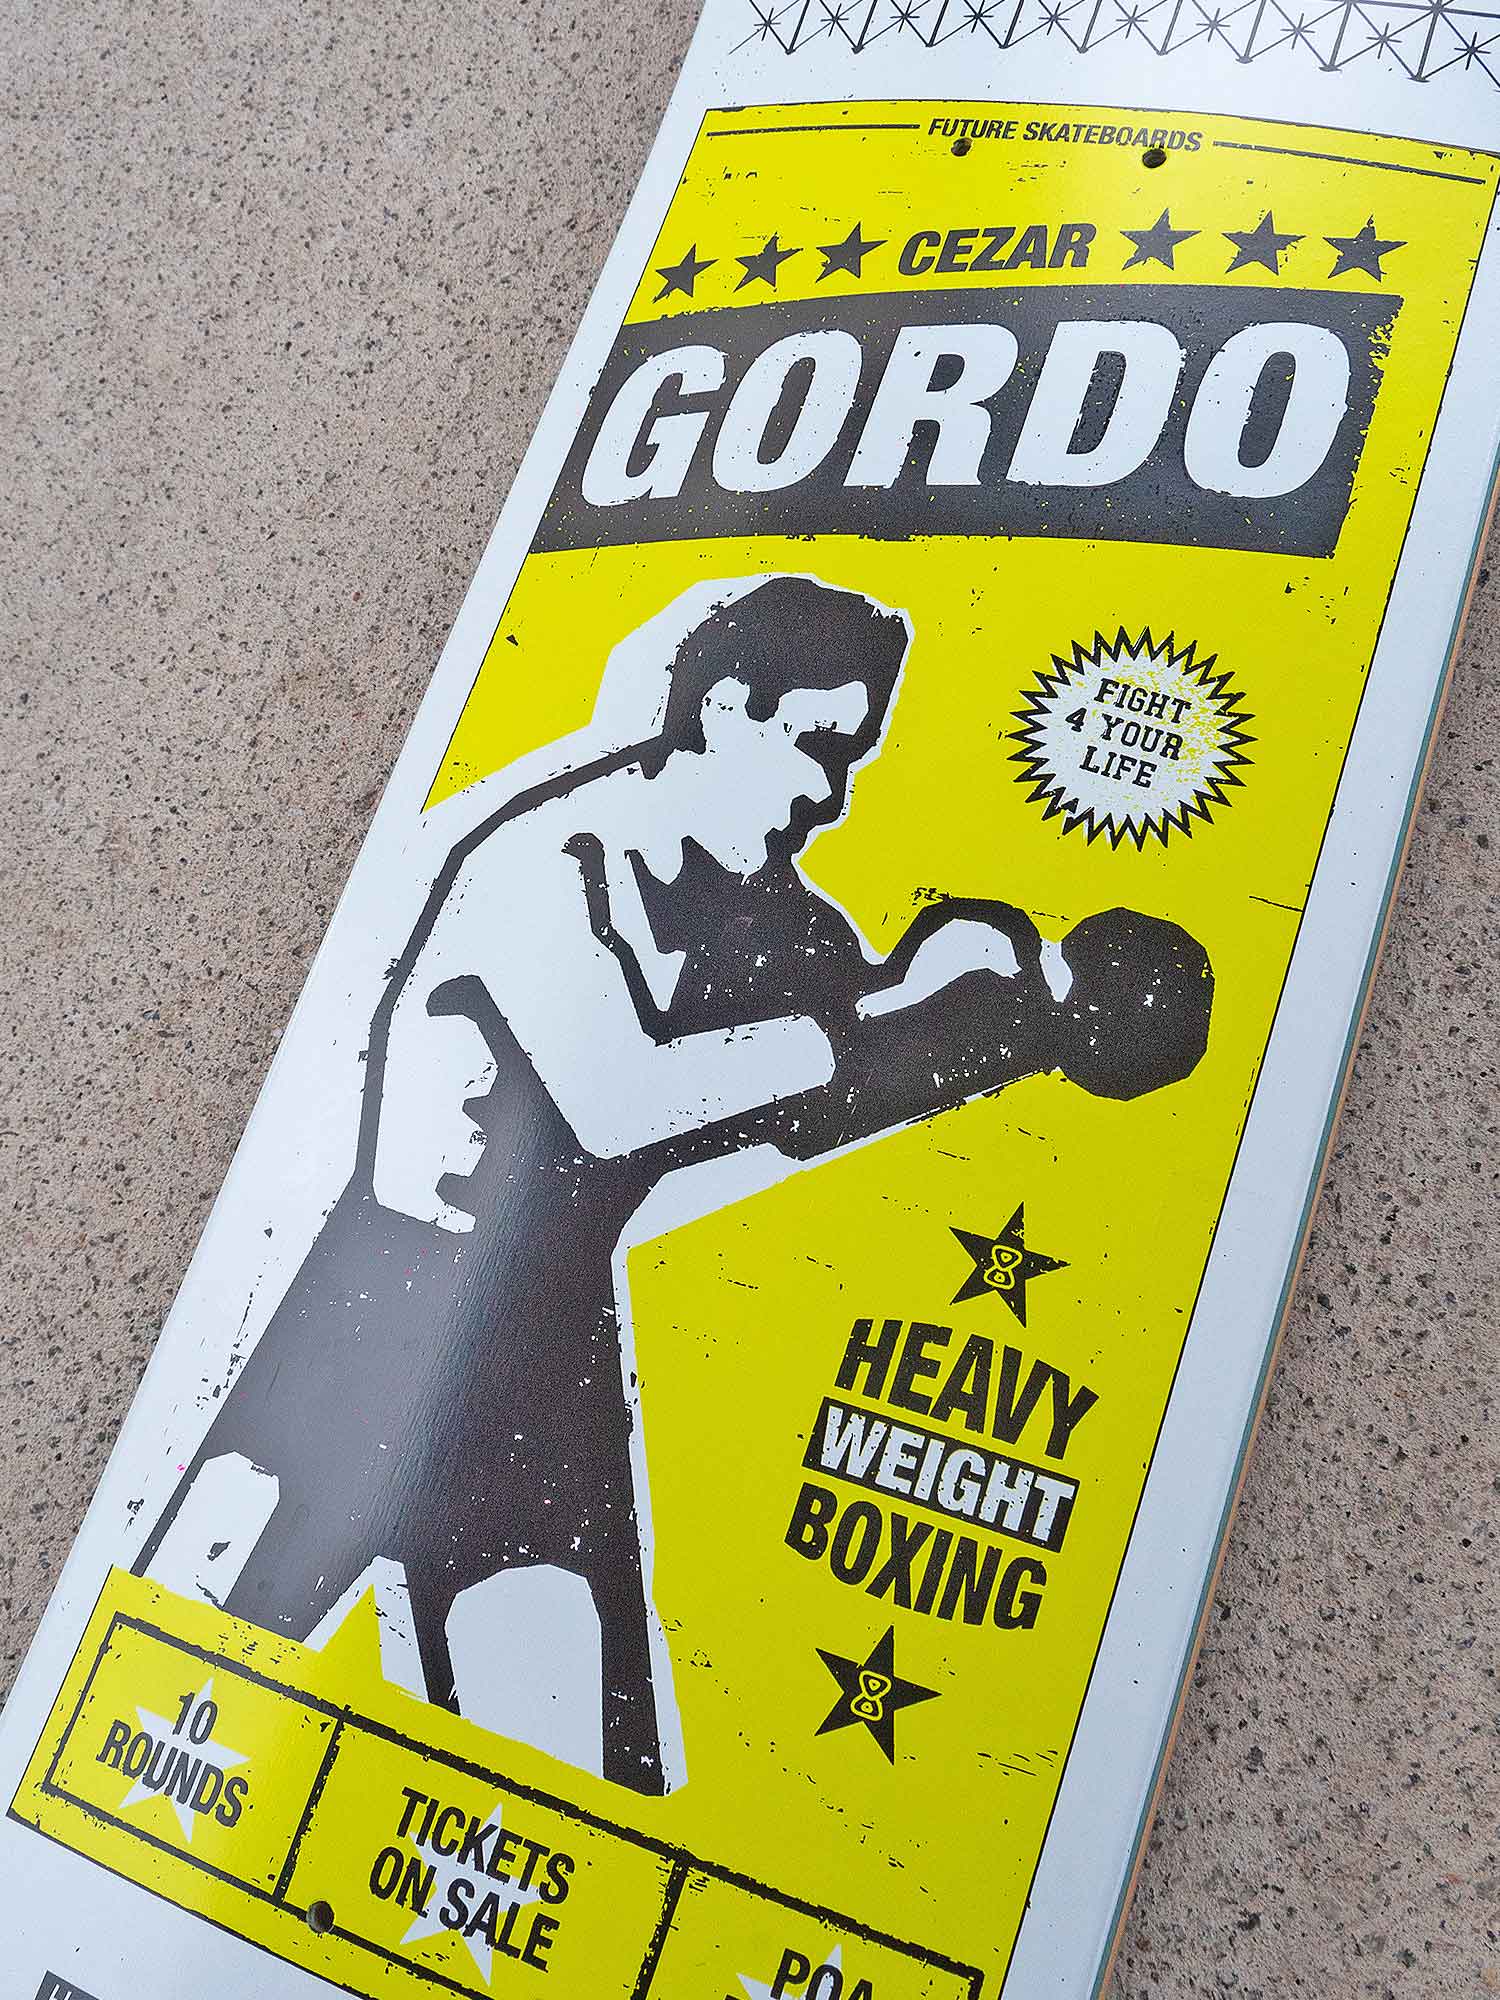 FUTURE SKATEBOARDS
CEZAR
GORDO
FIGHT
4 YOUR
LIFE
HEAVY
WEIGHT
BOXING
10
ROUNDS
TICKETS
ON SALE
POA